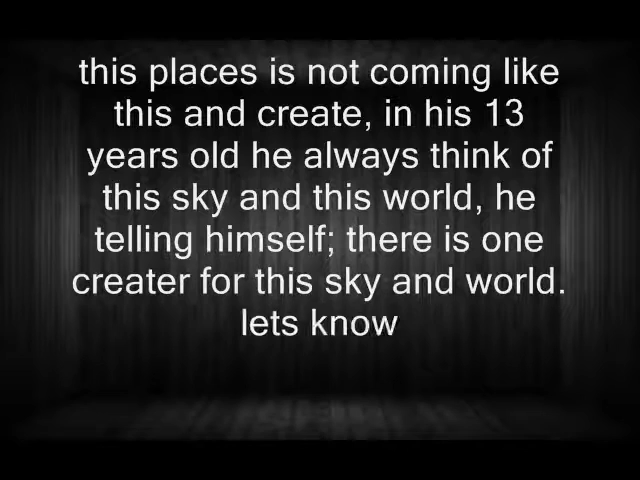 this places is not coming like
this and create, in his 13
years old he always think of
this sky and this world, he
telling himself; there is one
creater for this sky and world.
lets know